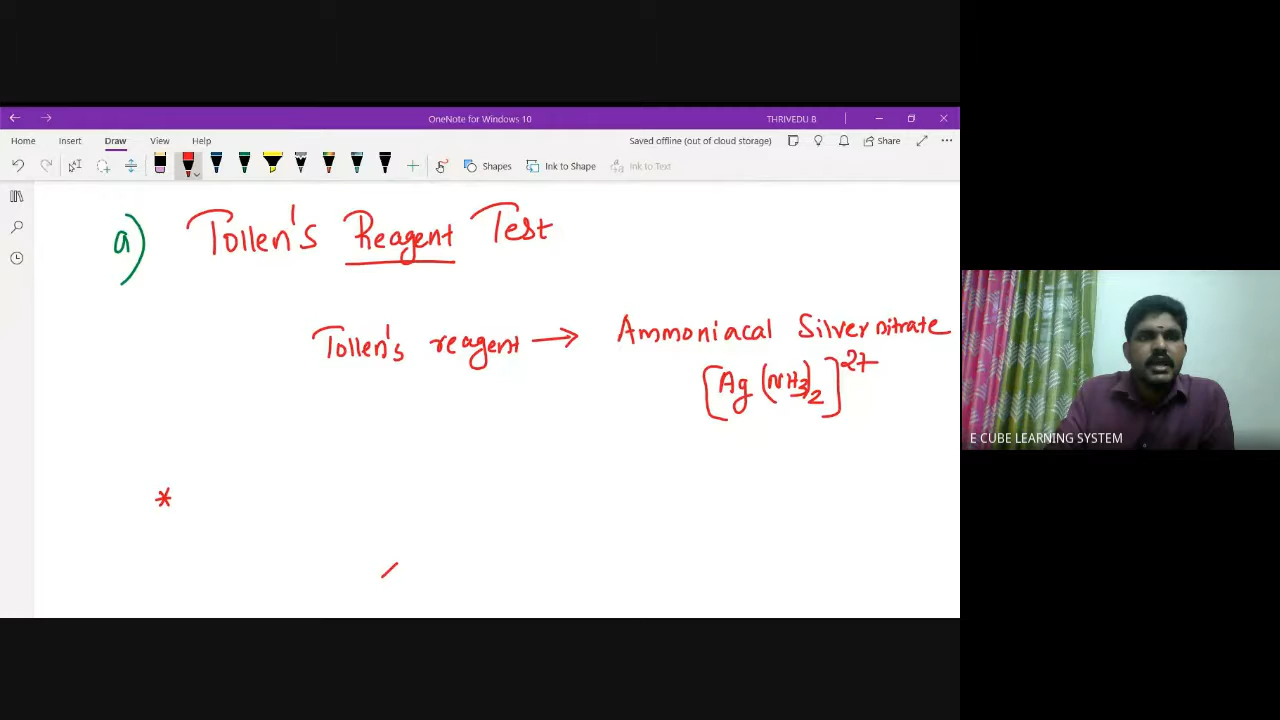 OneNote for Windows 10
THRIVEDU B
Home Insert Draw View Help
Saved offline (out of cloud storage)
Share
Shapes
Ink to Shape
Ink to Text
a) Tollen's Reagent Test
Tollen's reagent → Ammoniacal Silver nitrate
[Ag(NH3)2]2+
*
E CUBE LEARNING SYSTEM